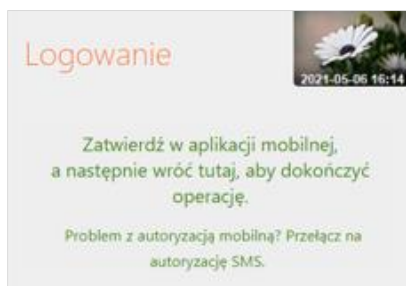 Logowanie
2021-05-06 16:14
Zatwierdź w aplikacji mobilnej,
a następnie wróć tutaj, aby dokończyć
operację.
Problem z autoryzacją mobilną? Przełącz na
autoryzację SMS.